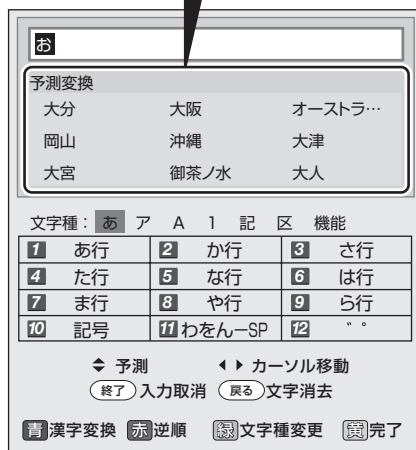 お
予測変換
大分 大阪 オーストラ…
岡山 沖縄 大津
大宮 御茶ノ水 大人
文字種： あ ア A 1 記 区 機能
1 あ行 2 か行 3 さ行
4 た行 5 な行 6 は行
7 ま行 8 や行 9 ら行
10 記号 11 わをんーSP 12 ゛゜
予測 カーソル移動
終了 入力取消 戻る 文字消去
青 漢字変換 赤 逆順 緑 文字種変更 黄 完了